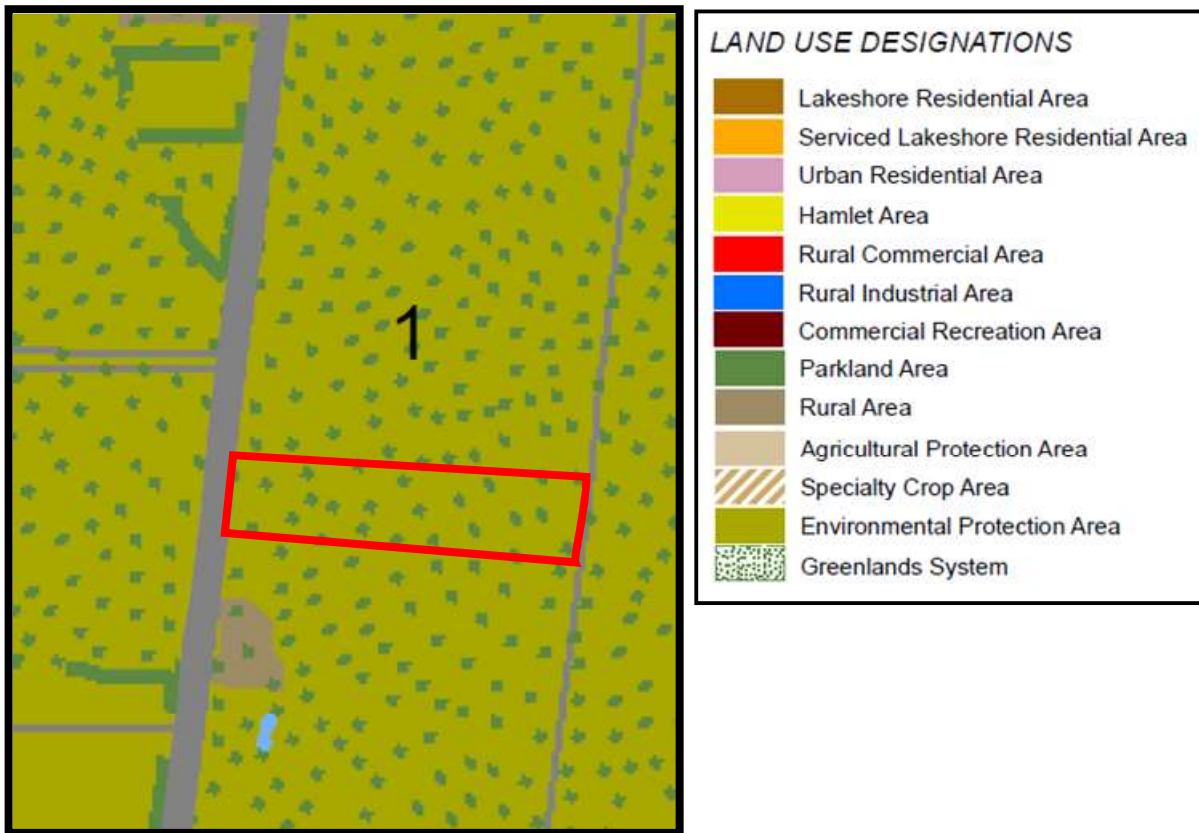 1
LAND USE DESIGNATIONS
Lakeshore Residential Area
Serviced Lakeshore Residential Area
Urban Residential Area
Hamlet Area
Rural Commercial Area
Rural Industrial Area
Commercial Recreation Area
Parkland Area
Rural Area
Agricultural Protection Area
Specialty Crop Area
Environmental Protection Area
Greenlands System